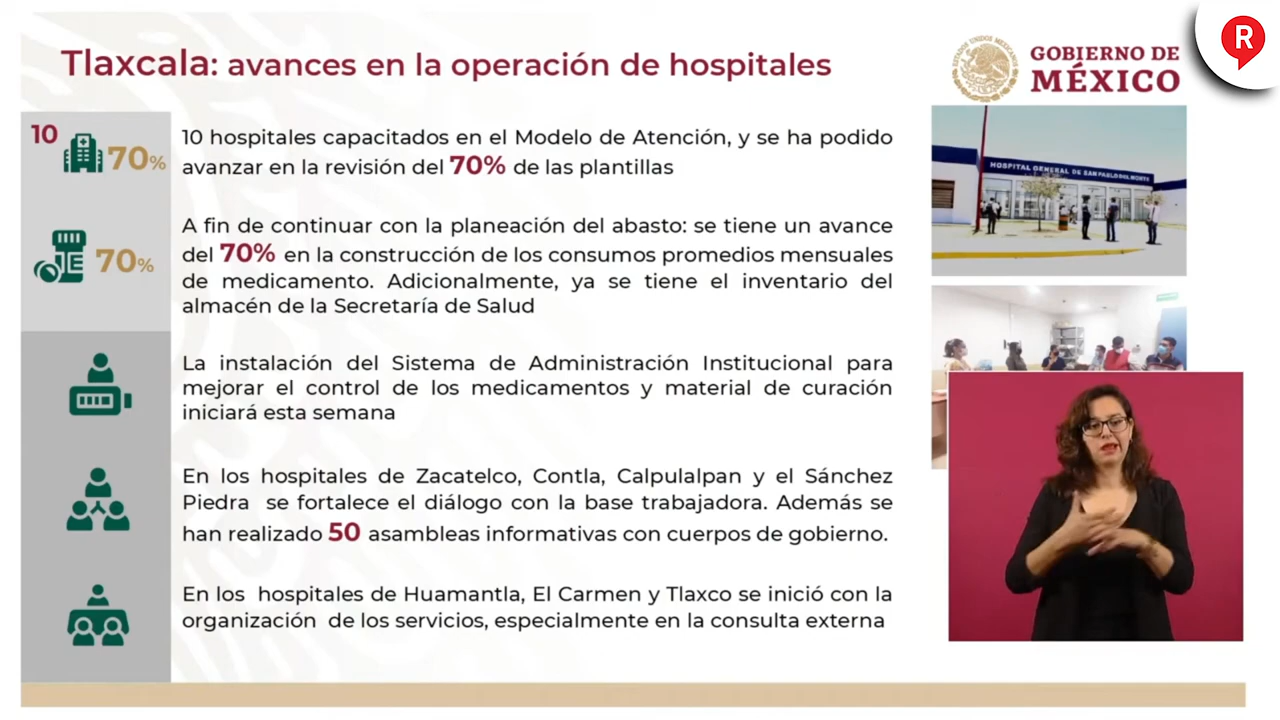 Tlaxcala: avances en la operación de hospitales
GOBIERNO DE
MÉXICO
R
10
70%
10 hospitales capacitados en el Modelo de Atención, y se ha podido
avanzar en la revisión del 70% de las plantillas
70%
A fin de continuar con la planeación del abasto: se tiene un avance
del 70% en la construcción de los consumos promedios mensuales
de medicamento. Adicionalmente, ya se tiene el inventario del
almacén de la Secretaría de Salud
La instalación del Sistema de Administración Institucional para
mejorar el control de los medicamentos y material de curación
iniciará esta semana
En los hospitales de Zacatelco, Contla, Calpulalpan y el Sánchez
Piedra se fortalece el diálogo con la base trabajadora. Además se
han realizado 50 asambleas informativas con cuerpos de gobierno.
En los hospitales de Huamantla, El Carmen y Tlaxco se inició con la
organización de los servicios, especialmente en la consulta externa
HOSPITAL GENERAL DE SAN PABLO DEL MONTE